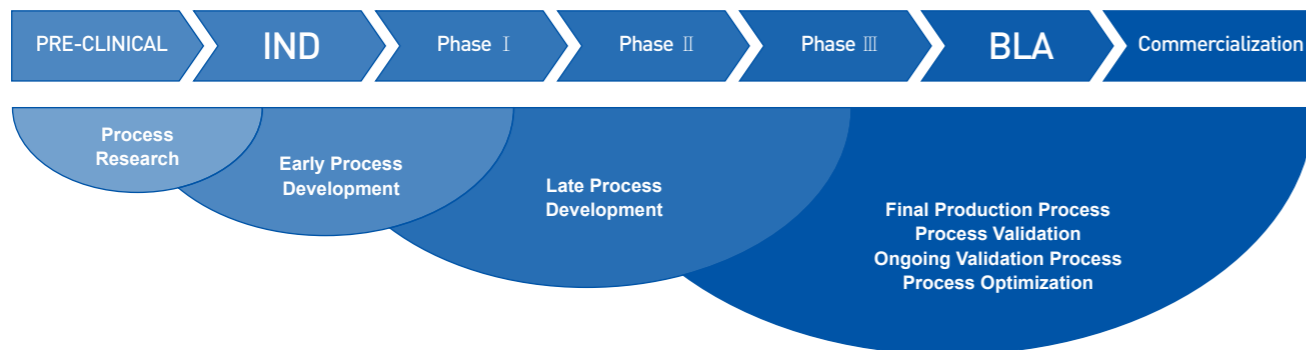 PRE-CLINICAL
IND
Phase Ⅰ
Phase Ⅱ
Phase Ⅲ
BLA
Commercialization
Process
Research
Early Process
Development
Late Process
Development
Final Production Process
Process Validation
Ongoing Validation Process
Process Optimization